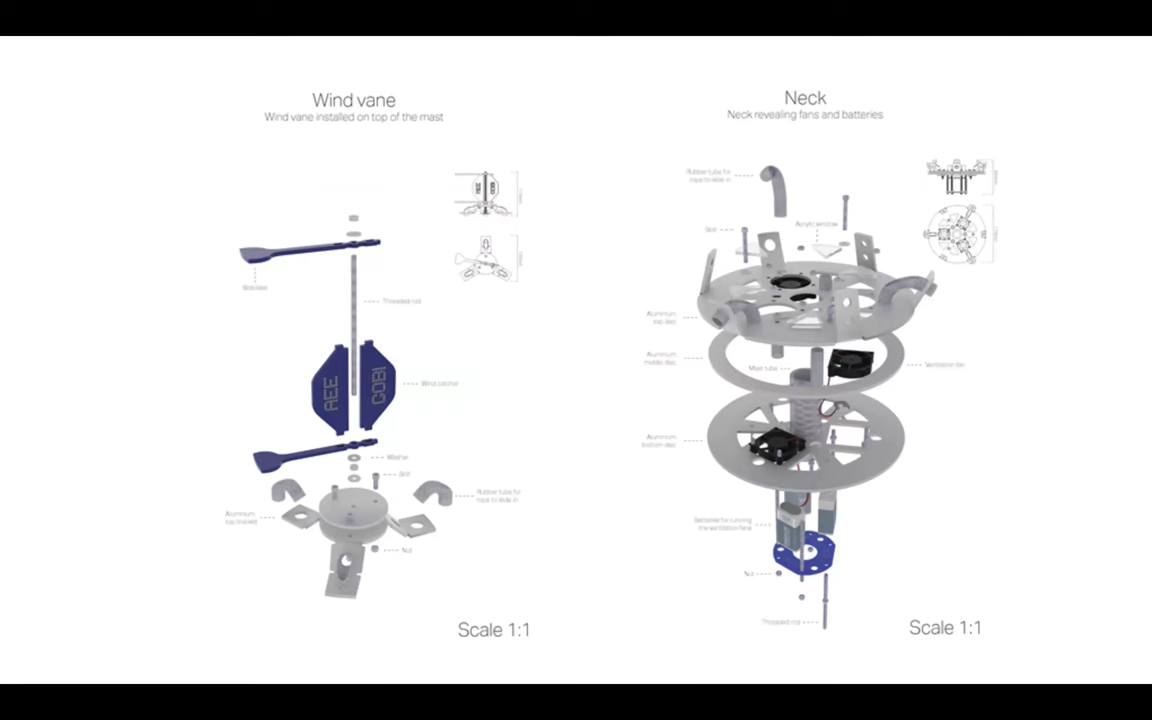 Wind vane
Wind vane installed on top of the mast
Threaded rod
REE
GOBI
Wind catcher
Washer
Bolt
Rubber tube for
rope to slide in
Aluminum
top bracket
Nut
Scale 1:1
Neck
Neck revealing fans and batteries
Rubber tube for
rope to slide in
Acrylic window
Bolt
Aluminum
top disc
Aluminum
middle disc
Mast tube
Ventilation fan
Aluminum
bottom disc
Batteries for running
the ventilation fans
Nut
Threaded rod
Scale 1:1